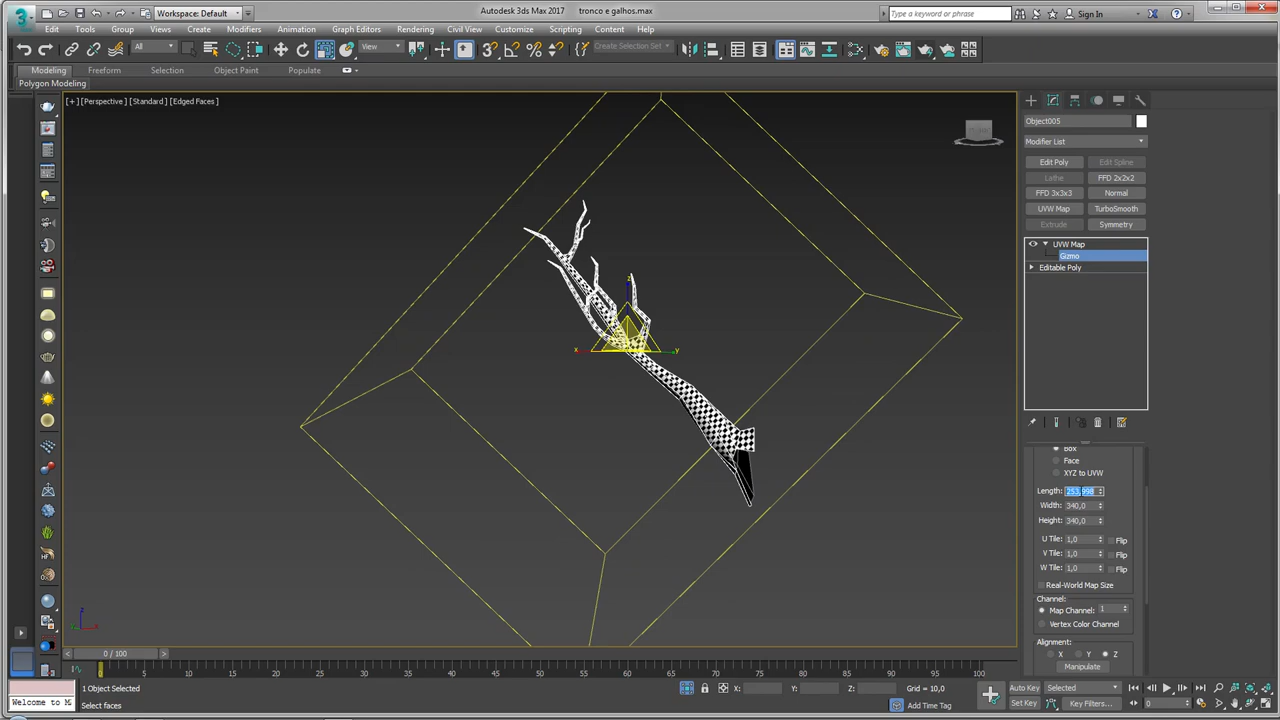 Autodesk 3ds Max 2017 tronco e galhos.max
Workspace: Default
Type a keyword or phrase
Sign In
Edit Tools Group Views Create Modifiers Animation Graph Editors Rendering Civil View Customize Scripting Content Help
All
View
Create Selection Set
Modeling Freeform Selection Object Paint Populate
Polygon Modeling
[+] [Perspective] [Standard] [Edged Faces]
Object005
Modifier List
Edit Poly Edit Spline
Lathe FFD 2x2x2
FFD 3x3x3 Normal
UVW Map TurboSmooth
Extrude Symmetry
UVW Map
Gizmo
Editable Poly
Box
Face
XYZ to UVW
Length: 253,998
Width: 340,0
Height: 340,0
U Tile: 1,0 Flip
V Tile: 1,0 Flip
W Tile: 1,0 Flip
Real-World Map Size
Channel:
Map Channel: 1
Vertex Color Channel
Alignment:
X Y Z
Manipulate
z
x y
z
x
0 / 100
0 5 10 15 20 25 30 35 40 45 50 55 60 65 70 75 80 85 90 95 100
1 Object Selected
X: Y: Z: Grid = 10,0
Auto Key Selected
Welcome to M
Select faces
Add Time Tag
Set Key Key Filters...
0